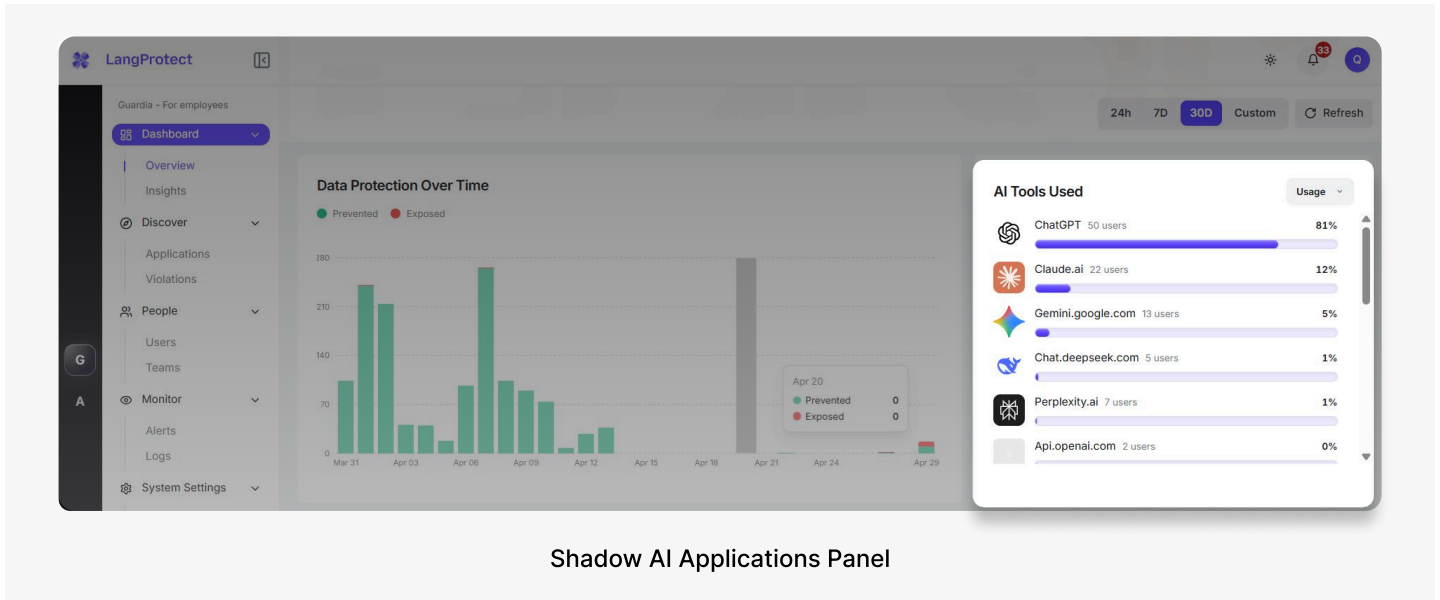 LangProtect
33
Q
Guardia - For employees
Dashboard
Overview
Insights
Discover
Applications
Violations
People
Users
Teams
Monitor
Alerts
Logs
System Settings
G
A
24h 7D 30D Custom Refresh
Data Protection Over Time
Prevented Exposed
280
210
140
70
0
Mar 31 Apr 03 Apr 06 Apr 09 Apr 12 Apr 15 Apr 18 Apr 21 Apr 24 Apr 29
Apr 20
Prevented 0
Exposed 0
AI Tools Used
Usage
ChatGPT 50 users 81%
Claude.ai 22 users 12%
Gemini.google.com 13 users 5%
Chat.deepseek.com 5 users 1%
Perplexity.ai 7 users 1%
Api.openai.com 2 users 0%
Shadow AI Applications Panel